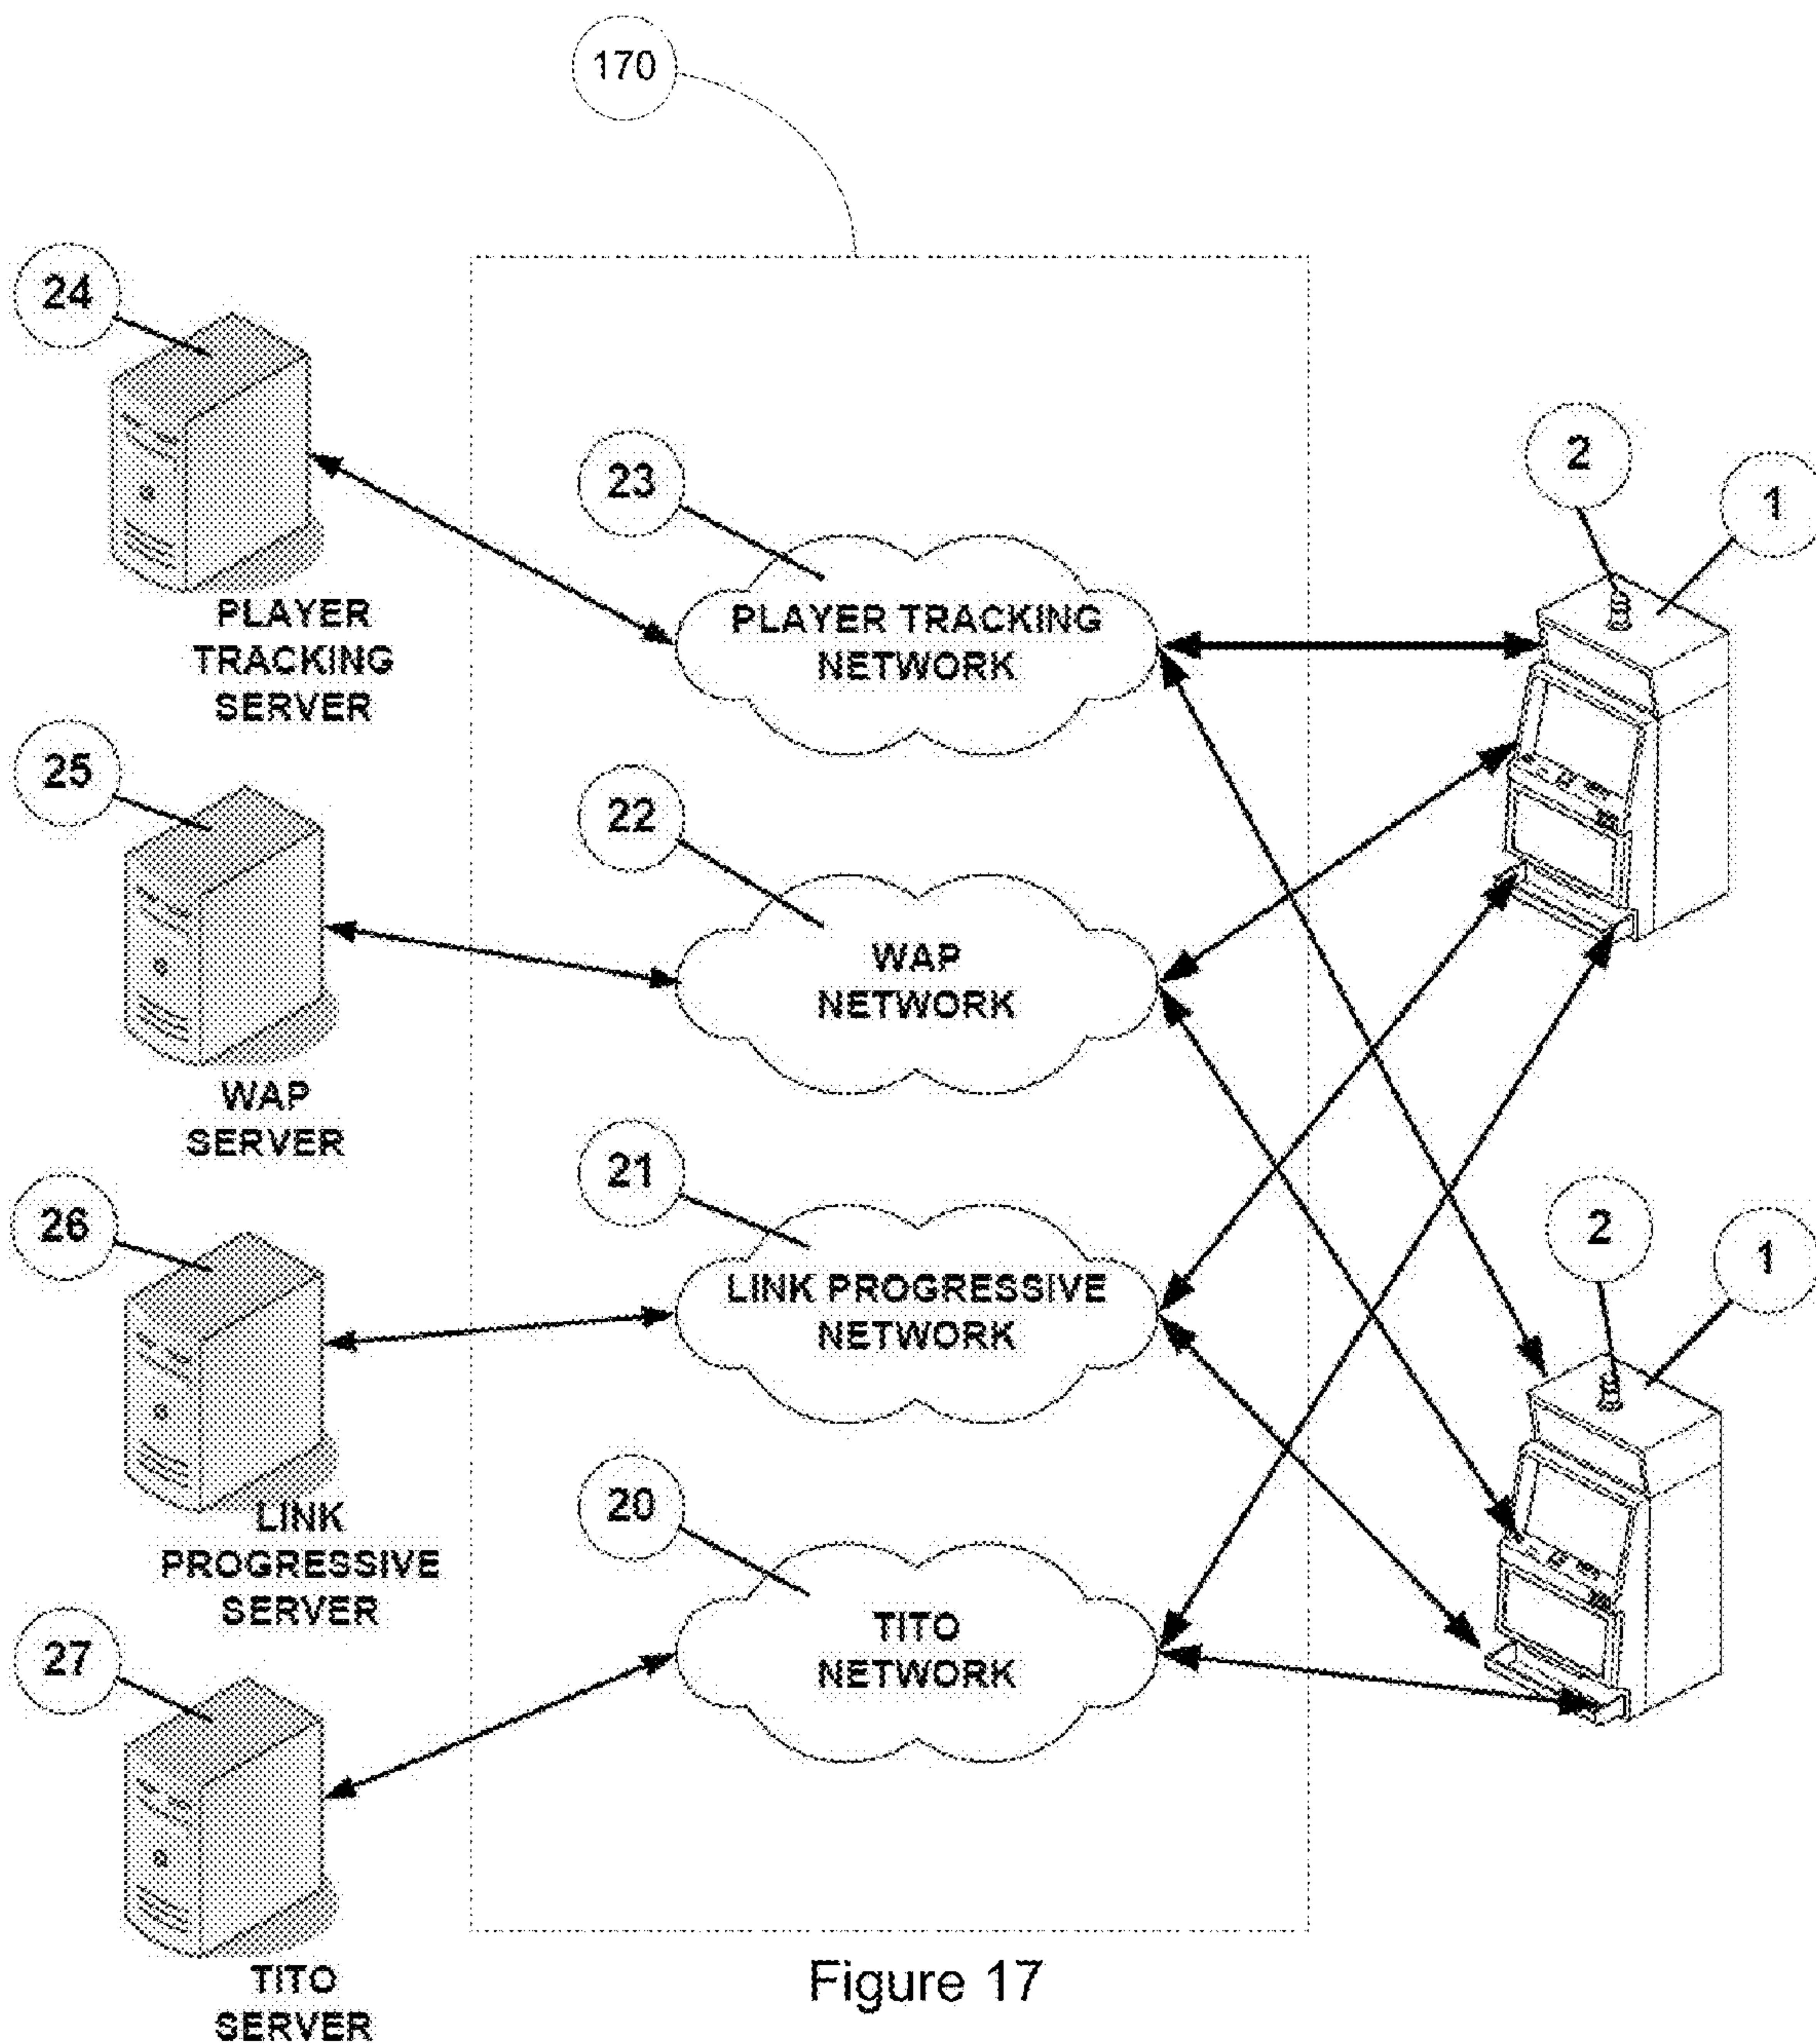 170
24
PLAYER
TRACKING
SERVER
23
PLAYER TRACKING
NETWORK
2
1
25
WAP
SERVER
22
WAP
NETWORK
26
LINK
PROGRESSIVE
SERVER
21
LINK PROGRESSIVE
NETWORK
2
1
27
TITO
SERVER
20
TITO
NETWORK
Figure 17